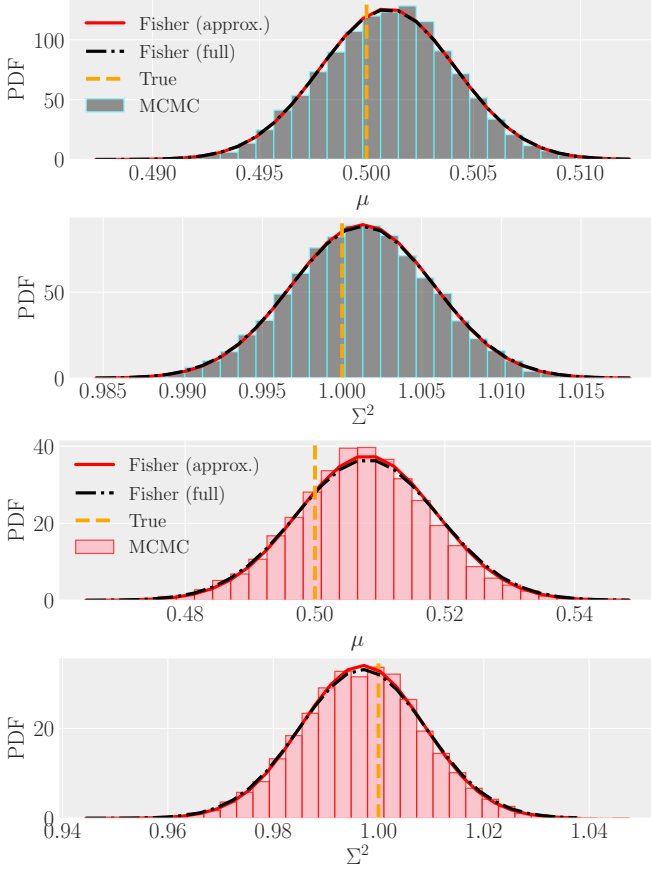 PDF
100
50
0
Fisher (approx.)
Fisher (full)
True
MCMC
0.490 0.495 0.500 0.505 0.510
μ
PDF
50
0
0.985 0.990 0.995 1.000 1.005 1.010 1.015
Σ²
PDF
40
20
0
Fisher (approx.)
Fisher (full)
True
MCMC
0.48 0.50 0.52 0.54
μ
PDF
20
0
0.94 0.96 0.98 1.00 1.02 1.04
Σ²